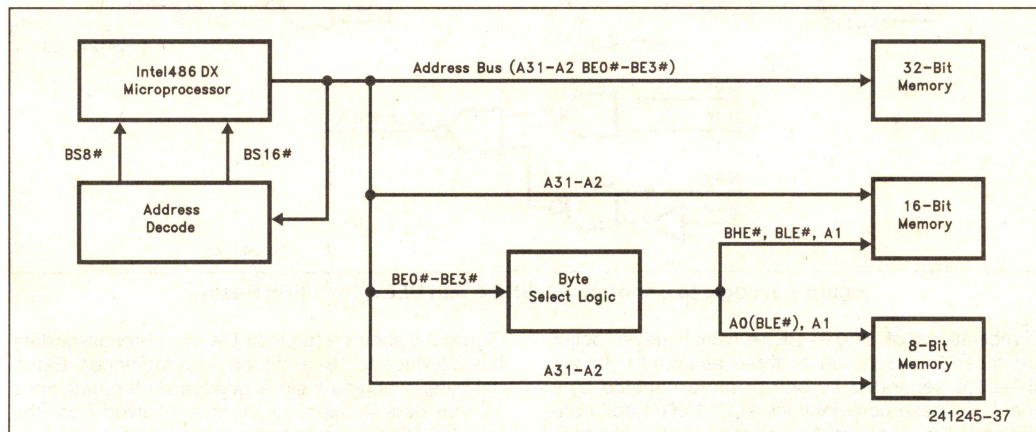 Intel486 DX
Microprocessor
Address Bus (A31-A2 BE0#-BE3#)
32-Bit
Memory
BS8#
BS16#
Address
Decode
A31-A2
16-Bit
Memory
BHE#, BLE#, A1
BE0#-BE3#
Byte
Select Logic
A0(BLE#), A1
8-Bit
Memory
A31-A2
241245-37